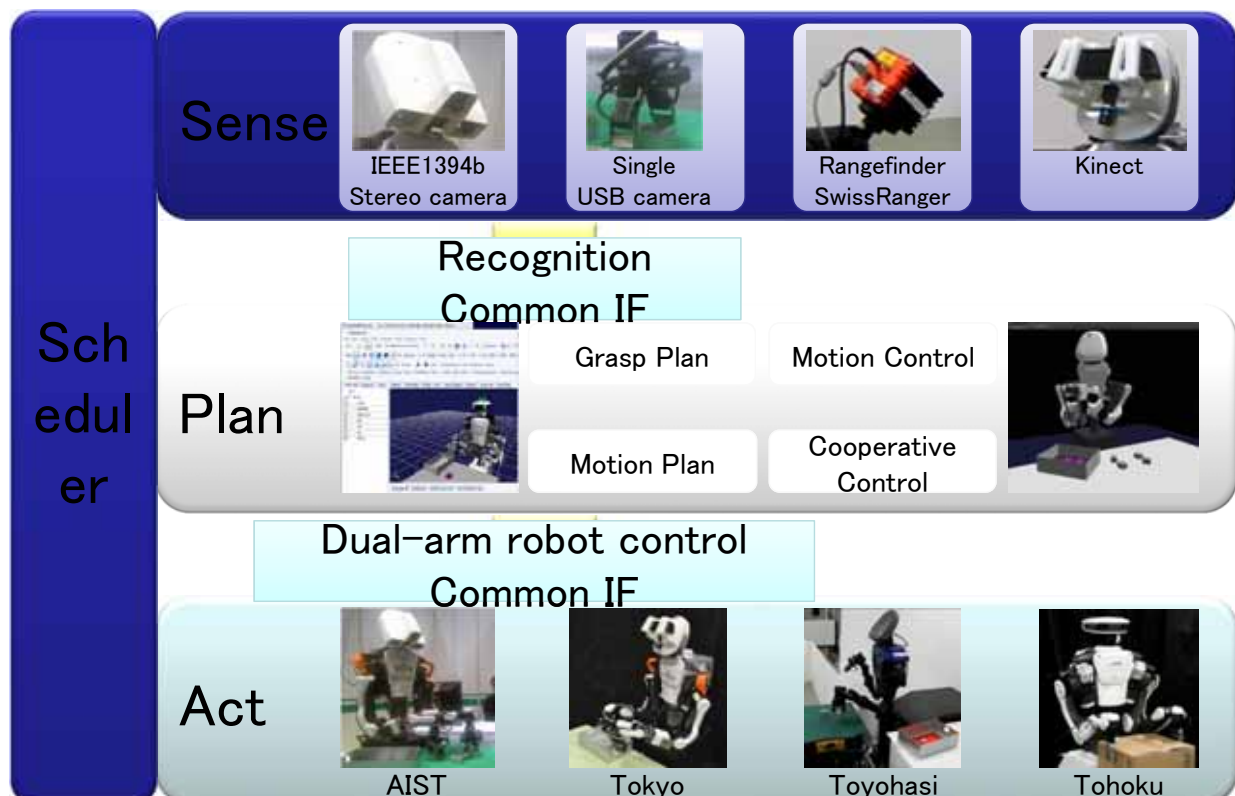 Sch
edul
er
Sense
IEEE1394b
Stereo camera
Single
USB camera
Rangefinder
SwissRanger
Kinect
Recognition
Common IF
Plan
Grasp Plan
Motion Control
Motion Plan
Cooperative
Control
Dual-arm robot control
Common IF
Act
AIST
Tokyo
Toyohasi
Tohoku